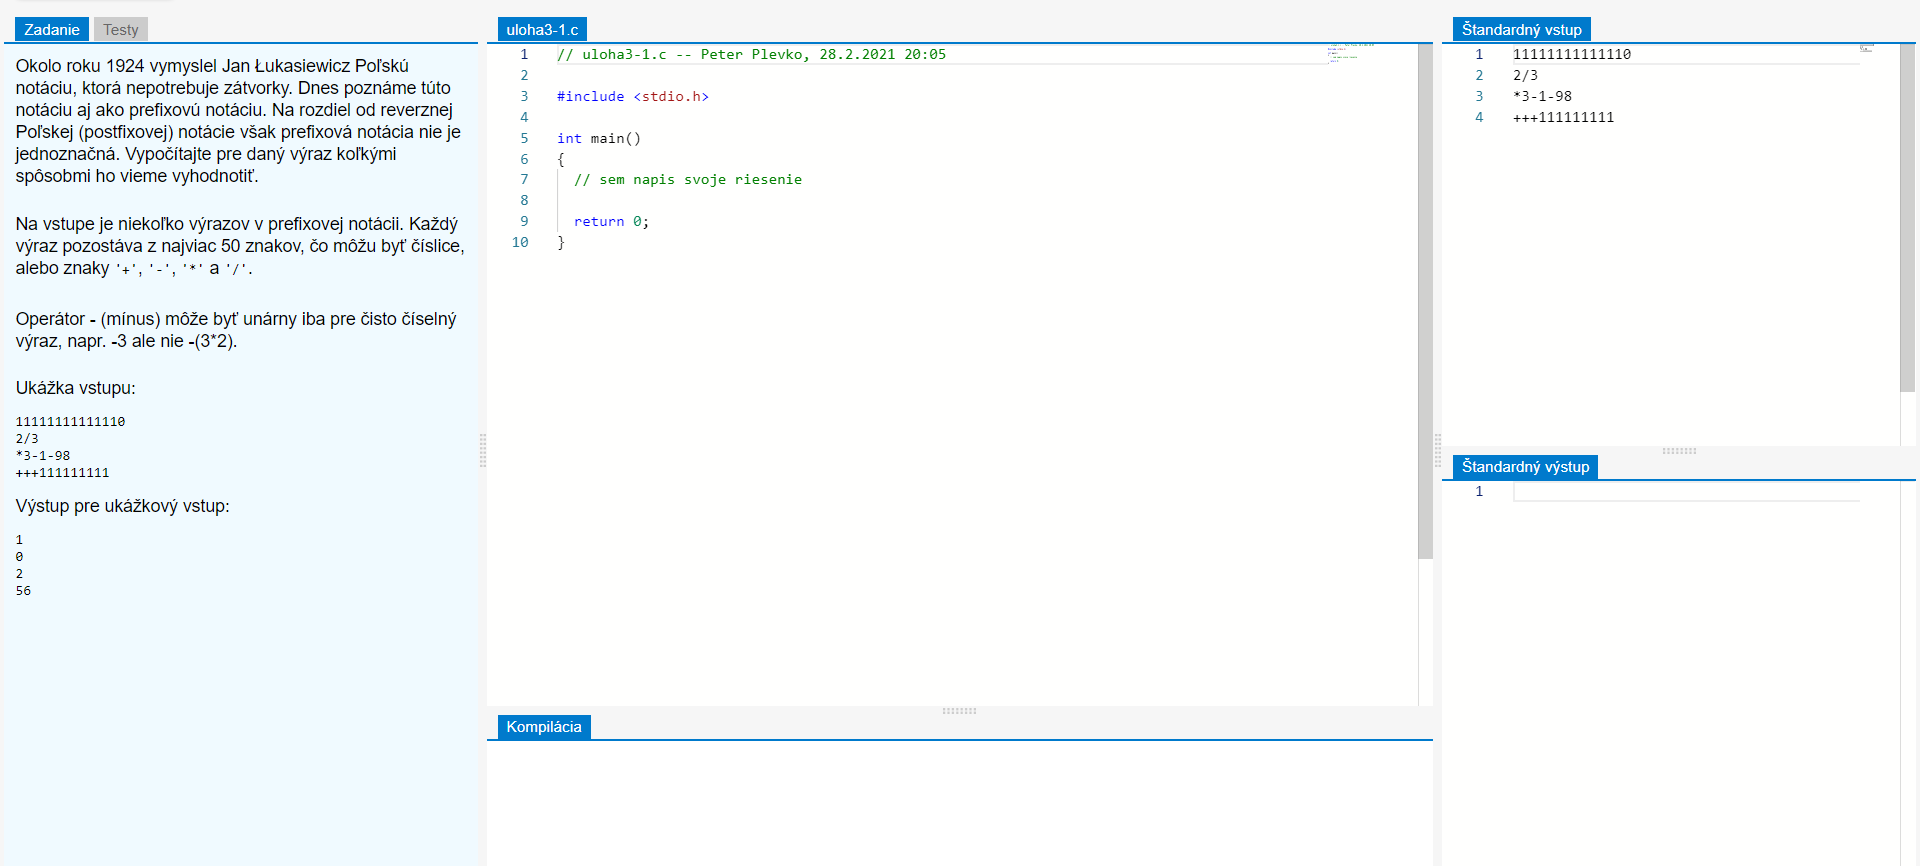 Zadanie Testy
Okolo roku 1924 vymyslel Jan Łukasiewicz Poľskú
notáciu, ktorá nepotrebuje zátvorky. Dnes poznáme túto
notáciu aj ako prefixovú notáciu. Na rozdiel od reverznej
Poľskej (postfixovej) notácie však prefixová notácia nie je
jednoznačná. Vypočítajte pre daný výraz koľkými
spôsobmi ho vieme vyhodnotiť.
Na vstupe je niekoľko výrazov v prefixovej notácii. Každý
výraz pozostáva z najviac 50 znakov, čo môžu byť číslice,
alebo znaky '+', '-', '*' a '/'.
Operátor - (mínus) môže byť unárny iba pre čisto číselný
výraz, napr. -3 ale nie -(3*2).
Ukážka vstupu:
11111111111110
2/3
*3-1-98
+++111111111
Výstup pre ukážkový vstup:
1
0
2
56
uloha3-1.c
1 // uloha3-1.c -- Peter Plevko, 28.2.2021 20:05
2
3 #include <stdio.h>
4
5 int main()
6 {
7 // sem napis svoje riesenie
8
9 return 0;
10 }
Kompilácia
Štandardný vstup
1 11111111111110
2 2/3
3 *3-1-98
4 +++111111111
Štandardný výstup
1